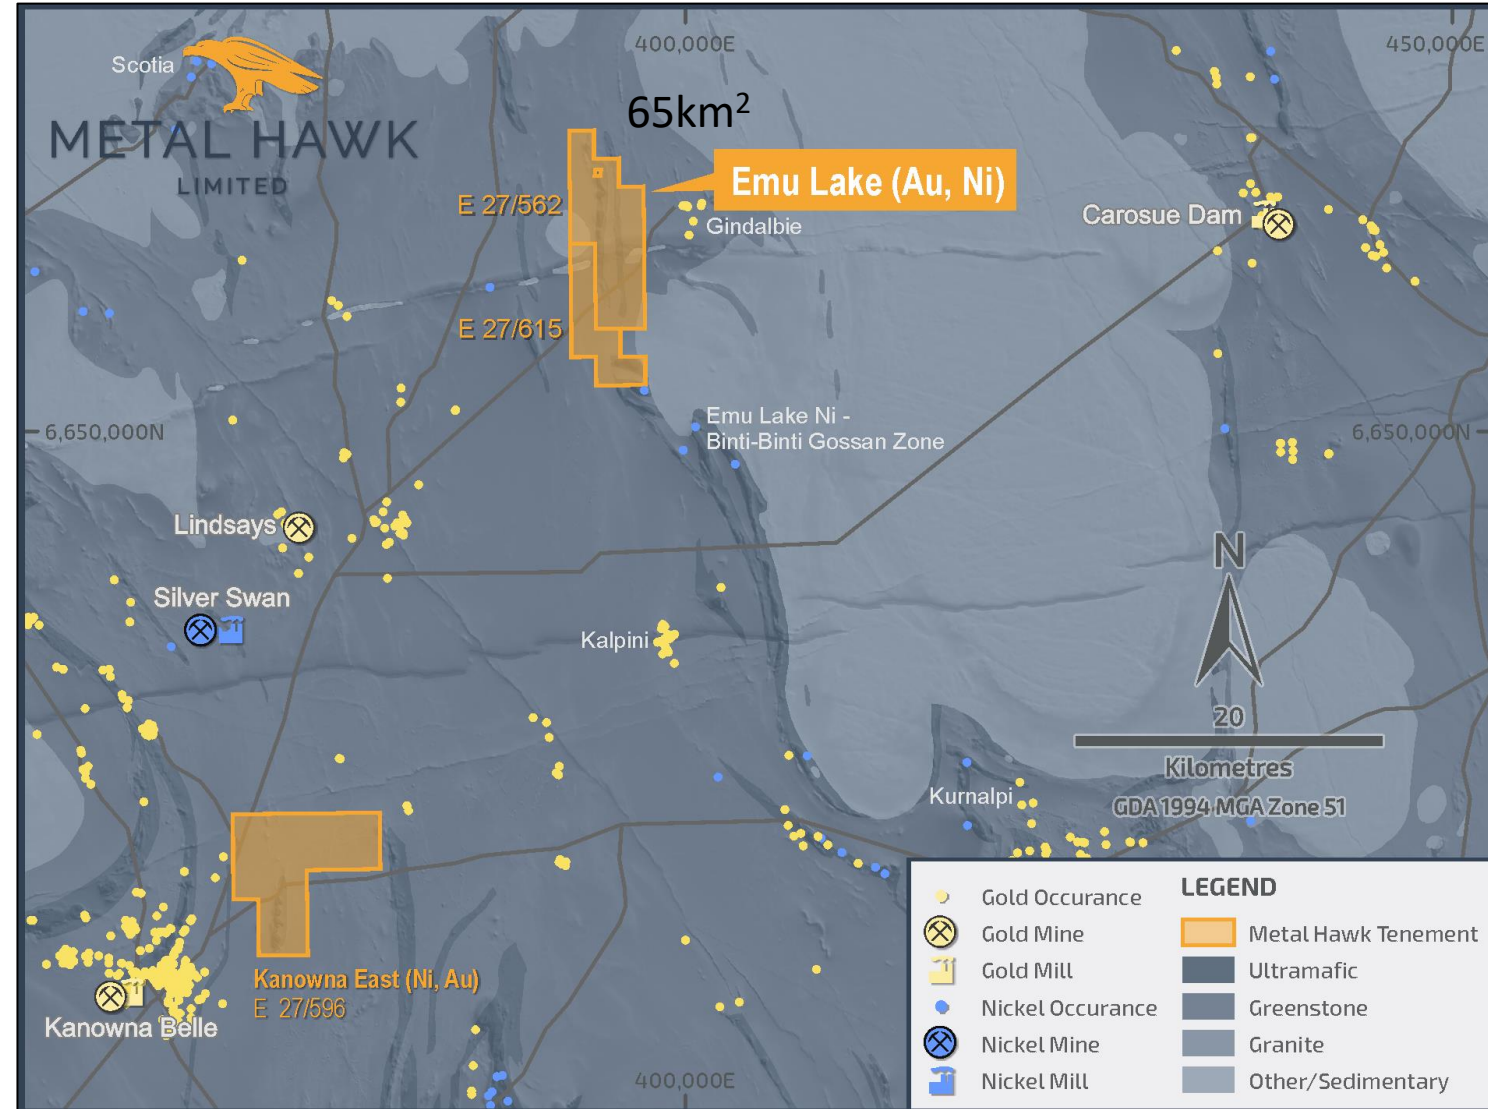 Scotia
METAL HAWK
LIMITED
400,000E
450,000E
65km²
Emu Lake (Au, Ni)
E 27/562
Gindalbie
Carosue Dam
E 27/615
Emu Lake Ni -
Binti-Binti Gossan Zone
6,650,000N
6,650,000N
Lindsays
Silver Swan
Kalpini
N
20
Kilometres
GDA 1994 MGA Zone 51
Kurnalpi
Kanowna East (Ni, Au)
E 27/596
Kanowna Belle
400,000E
LEGEND
Gold Occurance
Gold Mine
Gold Mill
Nickel Occurance
Nickel Mine
Nickel Mill
Metal Hawk Tenement
Ultramafic
Greenstone
Granite
Other/Sedimentary